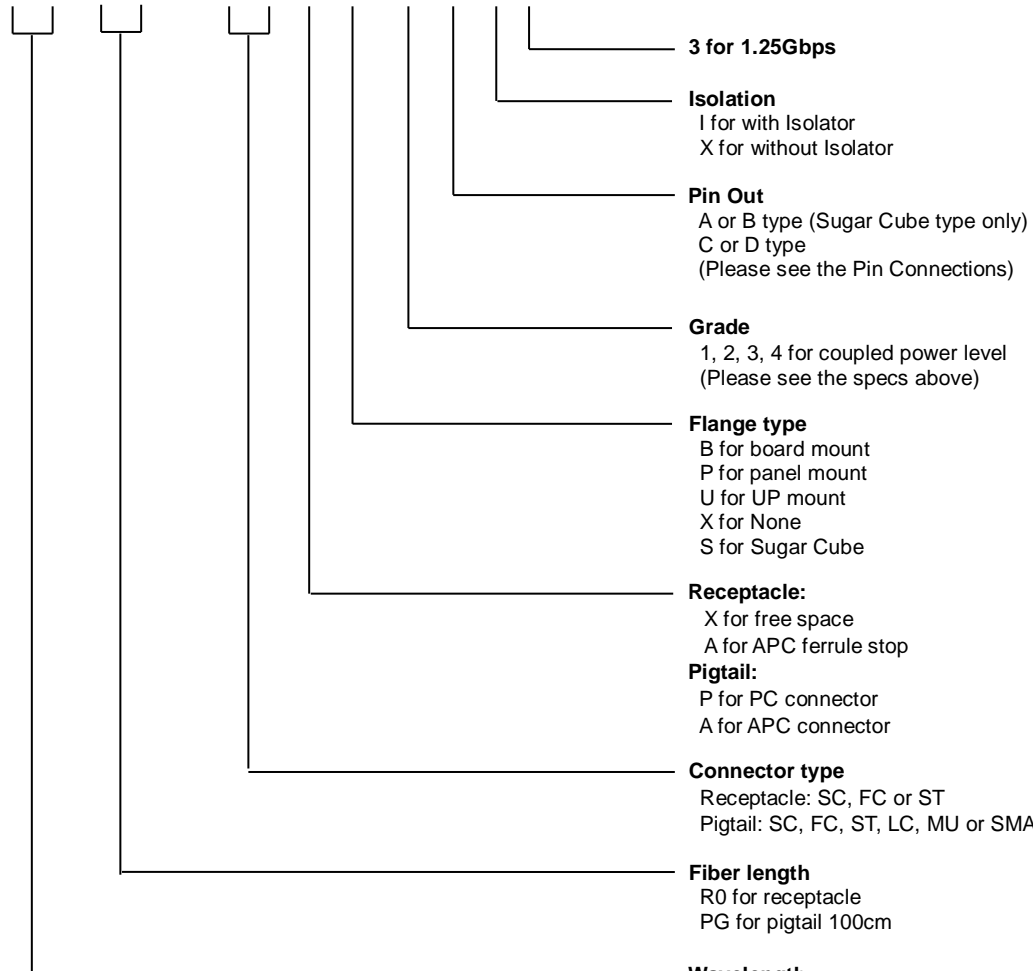 3 for 1.25Gbps
Isolation
I for with Isolator
X for without Isolator
Pin Out
A or B type (Sugar Cube type only)
C or D type
(Please see the Pin Connections)
Grade
1, 2, 3, 4 for coupled power level
(Please see the specs above)
Flange type
B for board mount
P for panel mount
U for UP mount
X for None
S for Sugar Cube
Receptacle:
X for free space
A for APC ferrule stop
Pigtail:
P for PC connector
A for APC connector
Connector type
Receptacle: SC, FC or ST
Pigtail: SC, FC, ST, LC, MU or SMA
Fiber length
R0 for receptacle
PG for pigtail 100cm
Wavelength